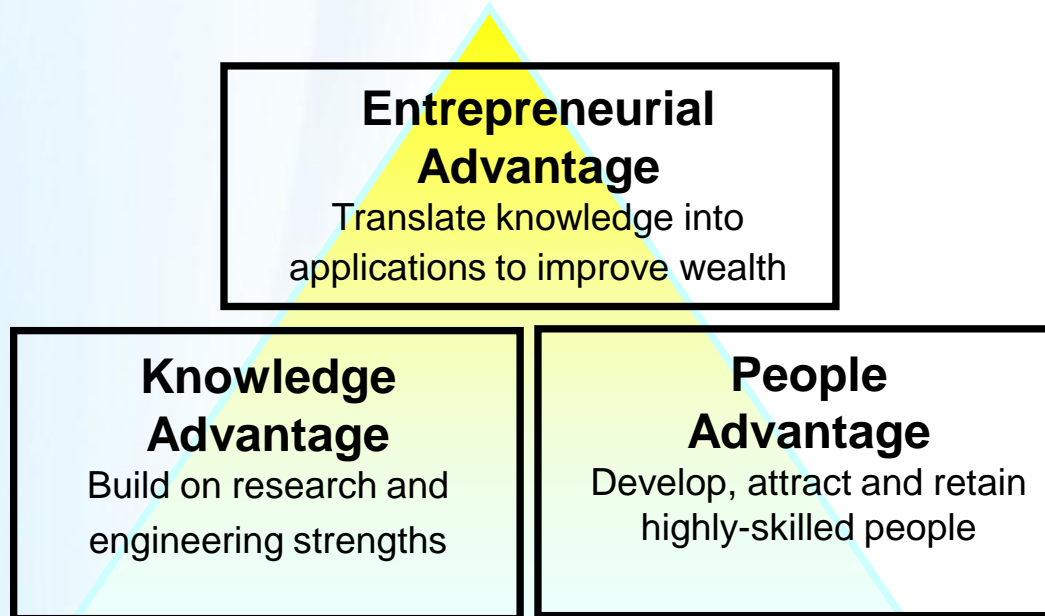 Entrepreneurial
Advantage
Translate knowledge into
applications to improve wealth
Knowledge
Advantage
Build on research and
engineering strengths
People
Advantage
Develop, attract and retain
highly-skilled people